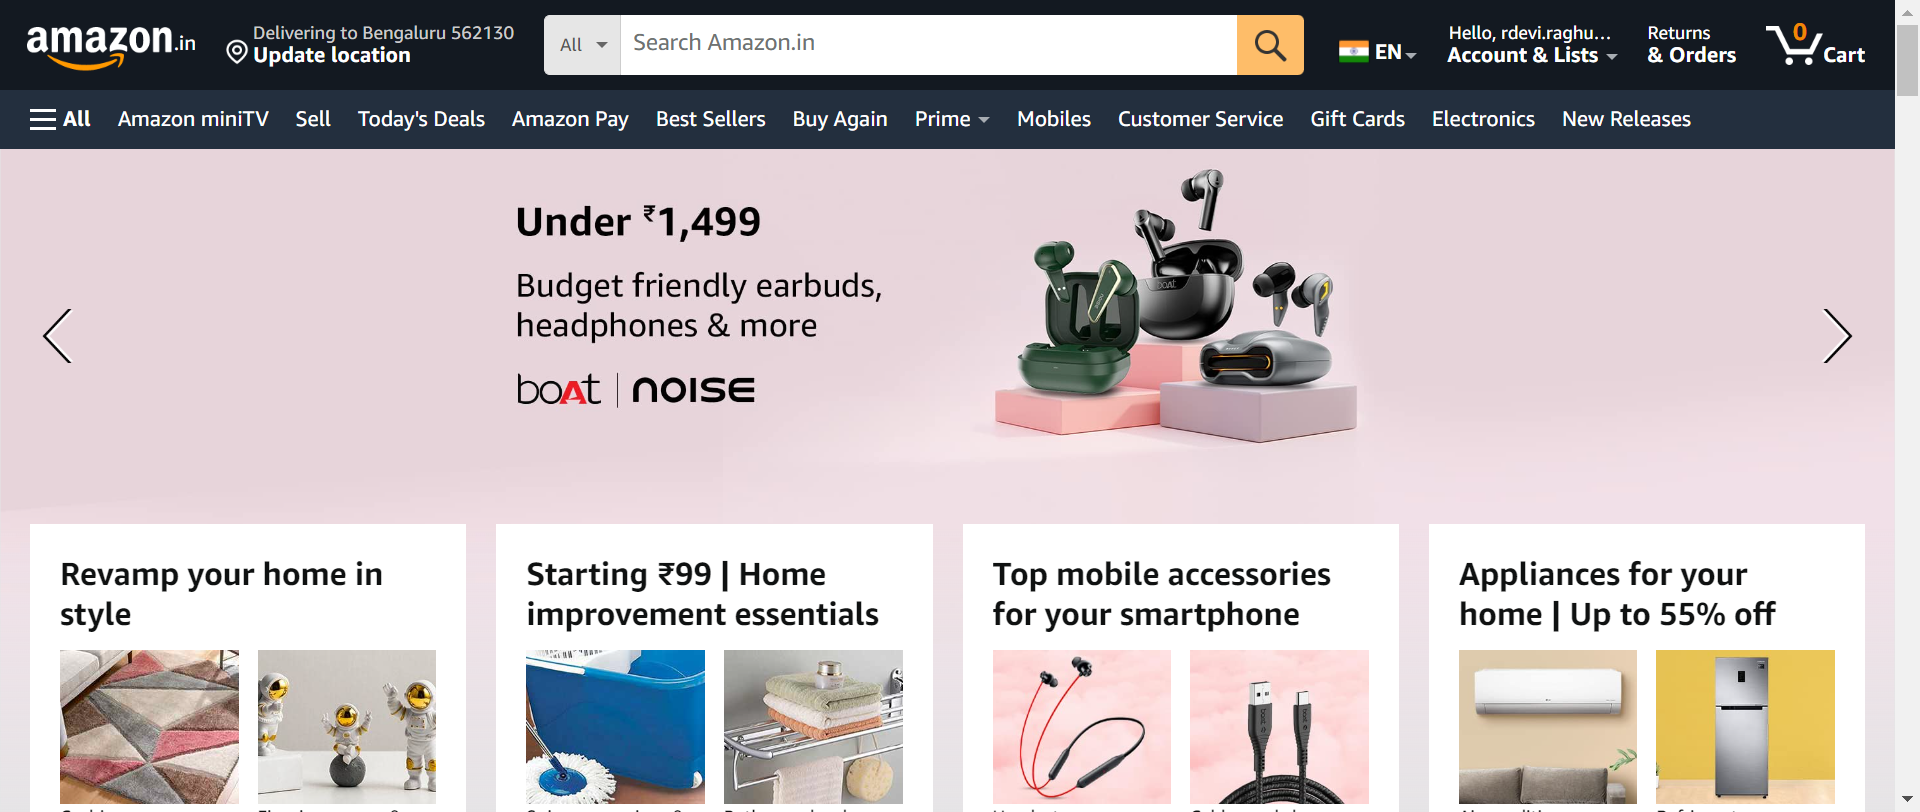 amazon.in
Delivering to Bengaluru 562130
Update location
All
Search Amazon.in
EN
Hello, rdevi.raghu...
Account & Lists
Returns
& Orders
0
Cart
All
Amazon miniTV
Sell
Today's Deals
Amazon Pay
Best Sellers
Buy Again
Prime
Mobiles
Customer Service
Gift Cards
Electronics
New Releases
Under ₹1,499
Budget friendly earbuds,
headphones & more
boAt | NOISE
boAt
Revamp your home in
style
Starting ₹99 | Home
improvement essentials
Top mobile accessories
for your smartphone
Appliances for your
home | Up to 55% off
boAt
boAt